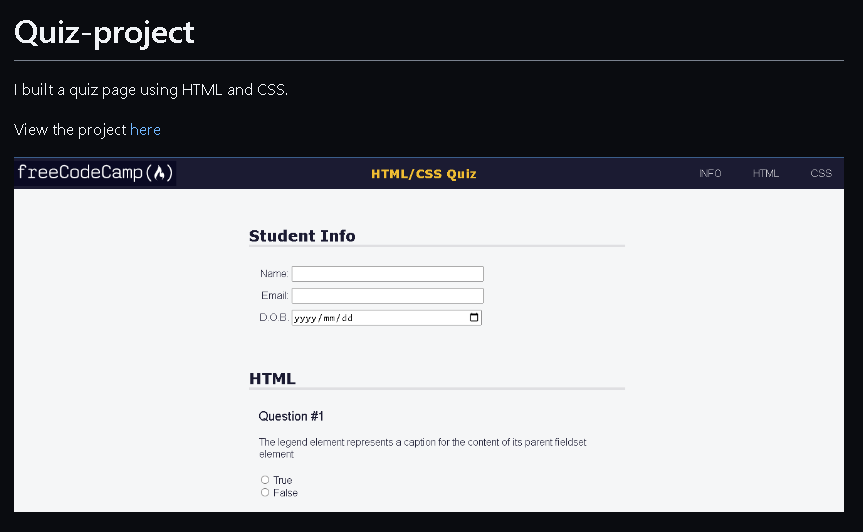 Quiz-project
I built a quiz page using HTML and CSS.
View the project here
freeCodeCamp(🔥)
HTML/CSS Quiz
INFO
HTML
CSS
Student Info
Name:
Email:
D.O.B.
yyyy/mm/dd
HTML
Question #1
The legend element represents a caption for the content of its parent fieldset
element
True
False